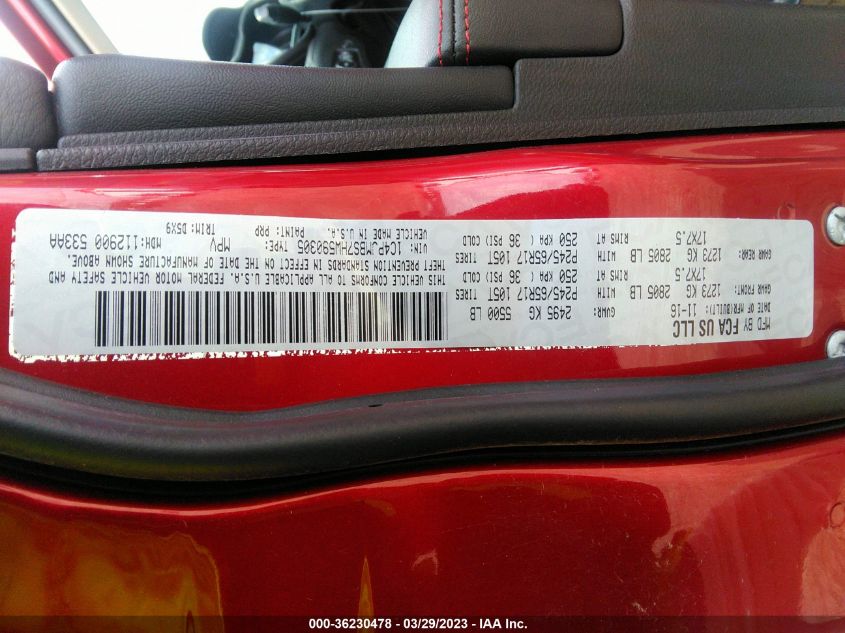 MFD BY FCA US LLC
DATE OF MFR(BUILT): 11-16 GVWR: 2495 KG 5500 LB
GAWR FRONT: 1273 KG 2805 LB WITH P245/65R17 105T TIRES
17X7.5 RIMS AT 250 KPA ( 36 PSI) COLD
GAWR REAR: 1273 KG 2805 LB WITH P245/65R17 105T TIRES
17X7.5 RIMS AT 250 KPA ( 36 PSI) COLD
THIS VEHICLE CONFORMS TO ALL APPLICABLE U.S.A. FEDERAL MOTOR VEHICLE SAFETY AND
THEFT PREVENTION STANDARDS IN EFFECT ON THE DATE OF MANUFACTURE SHOWN ABOVE.
VIN: 1C4PJMBS7HW590305 MPV MDH:112900 533AA
VEHICLE MADE IN U.S.A. PAINT: PRP TRIM: D5X9
000-36230478 - 03/29/2023 - IAA Inc.